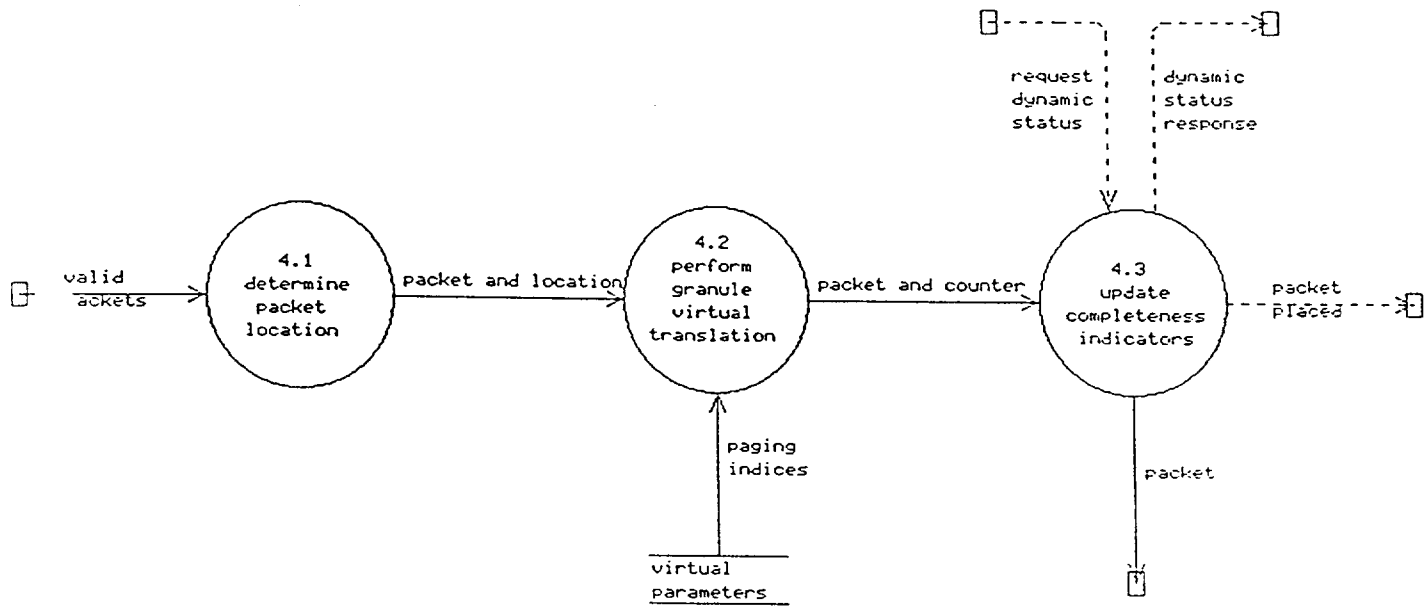 request
dynamic
status
dynamic
status
response
valid
ackets
4.1
determine
packet
location
packet and location
4.2
perform
granule
virtual
translation
packet and counter
4.3
update
completeness
indicators
packet
placed
paging
indices
packet
virtual
parameters